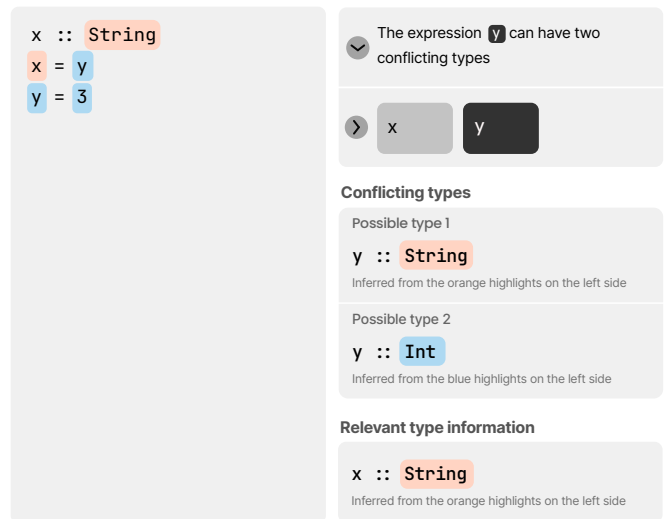 x :: String
x = y
y = 3
The expression y can have two
conflicting types
x
y
Conflicting types
Possible type 1
y :: String
Inferred from the orange highlights on the left side
Possible type 2
y :: Int
Inferred from the blue highlights on the left side
Relevant type information
x :: String
Inferred from the orange highlights on the left side